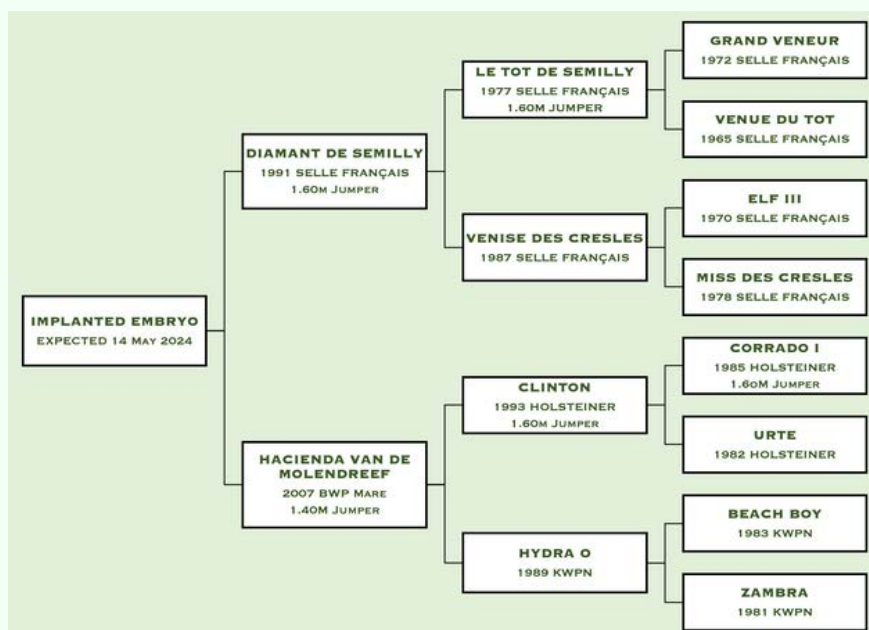 IMPLANTED EMBRYO
EXPECTED 14 MAY 2024
DIAMANT DE SEMILLY
1991 SELLE FRANÇAIS
1.60M JUMPER
HACIENDA VAN DE
MOLENDREEF
2007 BWP MARE
1.40M JUMPER
LE TOT DE SEMILLY
1977 SELLE FRANÇAIS
1.60M JUMPER
VENISE DES CRESLES
1987 SELLE FRANÇAIS
CLINTON
1993 HOLSTEINER
1.60M JUMPER
HYDRA O
1989 KWPN
GRAND VENEUR
1972 SELLE FRANÇAIS
VENUE DU TOT
1965 SELLE FRANÇAIS
ELF III
1970 SELLE FRANÇAIS
MISS DES CRESLES
1978 SELLE FRANÇAIS
CORRADO I
1985 HOLSTEINER
1.60M JUMPER
URTE
1982 HOLSTEINER
BEACH BOY
1983 KWPN
ZAMBRA
1981 KWPN